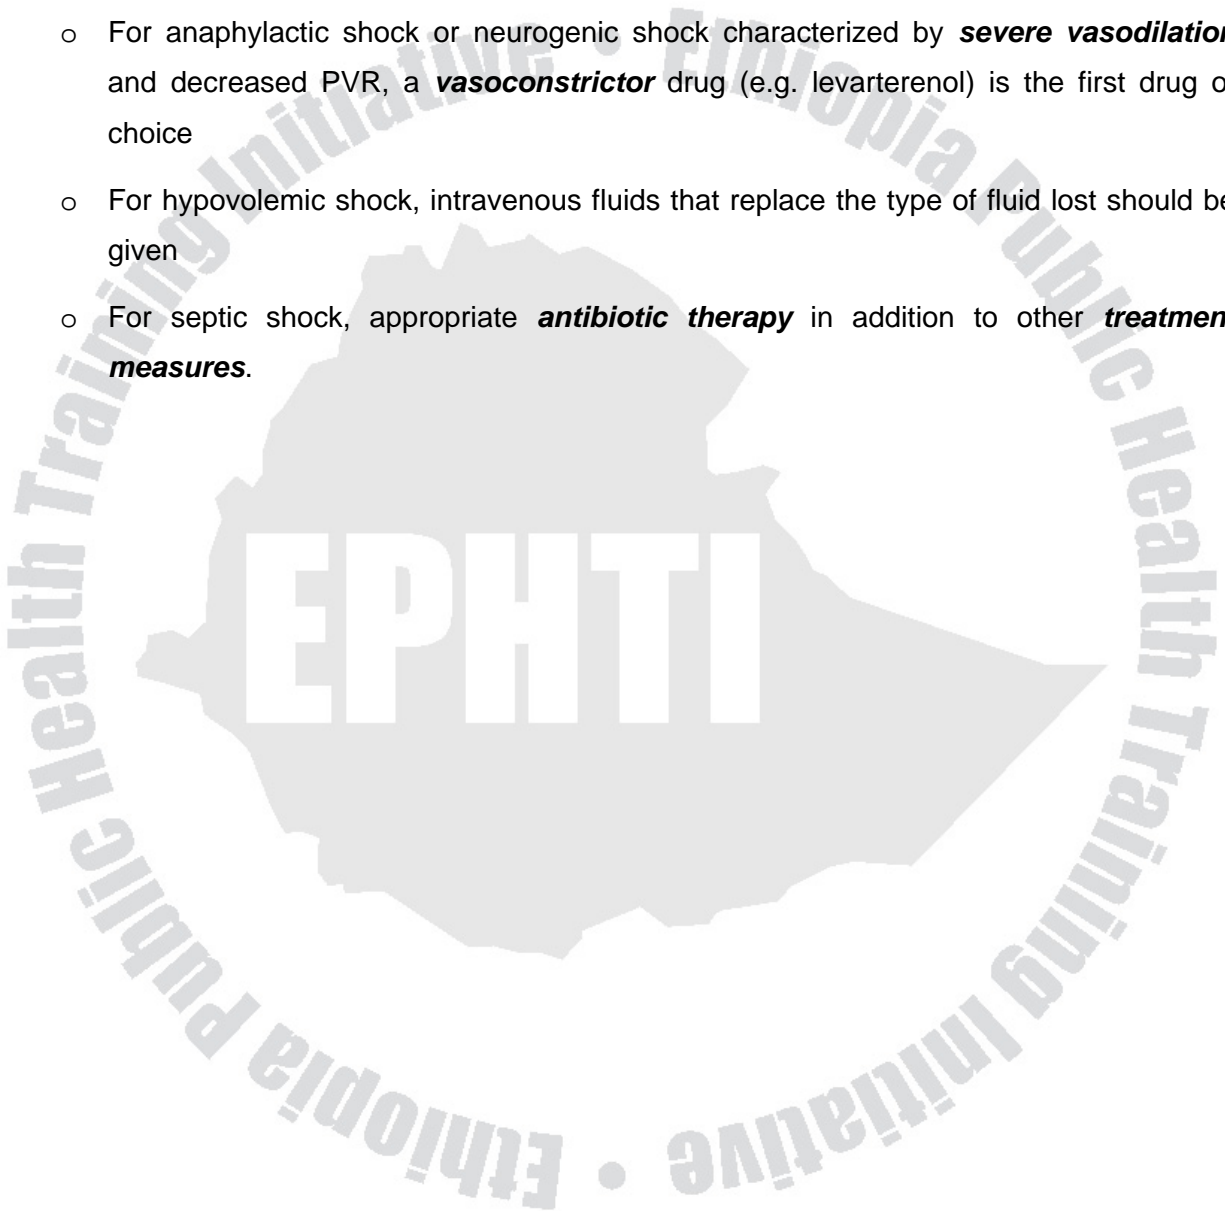 o For anaphylactic shock or neurogenic shock characterized by severe vasodilation
and decreased PVR, a vasoconstrictor drug (e.g. levarterenol) is the first drug o
choice
o For hypovolemic shock, intravenous fluids that replace the type of fluid lost should be
given
o For septic shock, appropriate antibiotic therapy in addition to other treatmen
measures.
EPHTI
Ethiopia Public Health Training Initiative • Ethiopia Public Health Training Initiative •